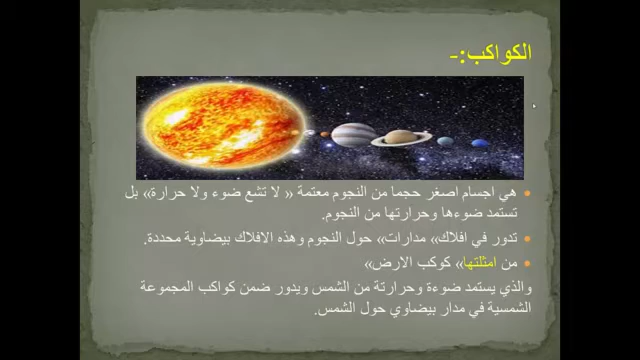 الكواكب:-
هي اجسام اصغر حجما من النجوم معتمة « لا تشع ضوء ولا حرارة» بل
تستمد ضوءها وحرارتها من النجوم.
تدور في افلاك» مدارات» حول النجوم وهذه الافلاك بيضاوية محددة.
من امثلتها» كوكب الارض»
والذي يستمد ضوءة وحرارتة من الشمس ويدور ضمن كواكب المجموعة
الشمسية في مدار بيضاوي حول الشمس.